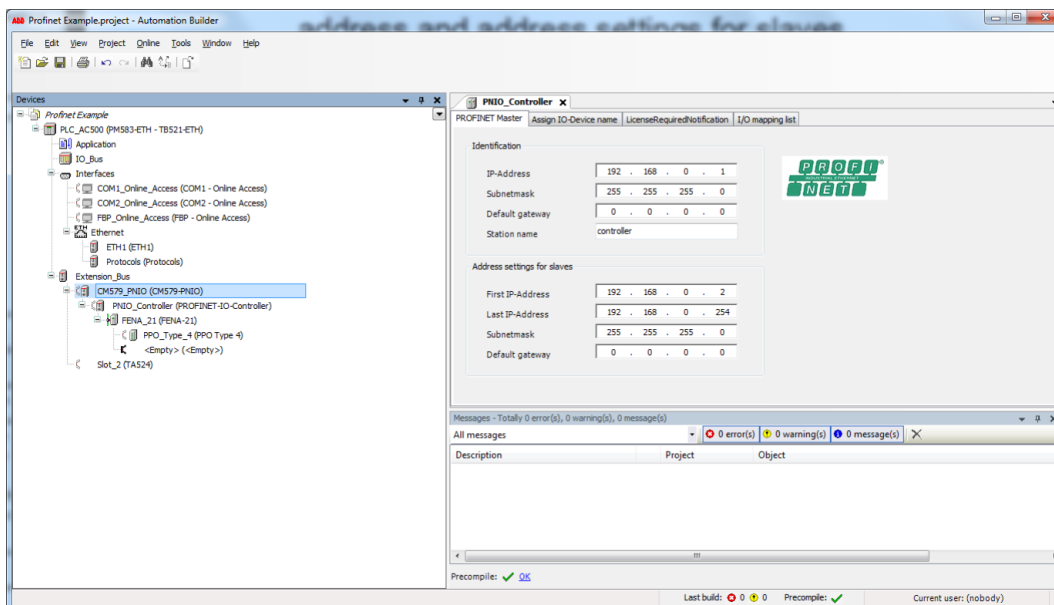 address and address settings for slaves
ABB Profinet Example.project - Automation Builder
File Edit View Project Online Tools Window Help
Devices
Profinet Example
PLC_AC500 (PM583-ETH - TB521-ETH)
Application
IO_Bus
Interfaces
COM1_Online_Access (COM1 - Online Access)
COM2_Online_Access (COM2 - Online Access)
FBP_Online_Access (FBP - Online Access)
ETH Ethernet
ETH1 (ETH1)
Protocols (Protocols)
Extension_Bus
CM579_PNIO (CM579-PNIO)
PNIO_Controller (PROFINET-IO-Controller)
FENA_21 (FENA-21)
PPO_Type_4 (PPO Type 4)
<Empty> (<Empty>)
Slot_2 (TA524)
PNIO_Controller x
PROFINET Master Assign IO-Device name LicenseRequiredNotification I/O mapping list
Identification
IP-Address 192 . 168 . 0 . 1
Subnetmask 255 . 255 . 255 . 0
Default gateway 0 . 0 . 0 . 0
Station name controller
PROFI
INDUSTRIAL ETHERNET
NET
Address settings for slaves
First IP-Address 192 . 168 . 0 . 2
Last IP-Address 192 . 168 . 0 . 254
Subnetmask 255 . 255 . 255 . 0
Default gateway 0 . 0 . 0 . 0
Messages - Totally 0 error(s), 0 warning(s), 0 message(s)
All messages 0 error(s) 0 warning(s) 0 message(s)
Description Project Object
Precompile: OK
Last build: 0 0 Precompile: Current user: (nobody)